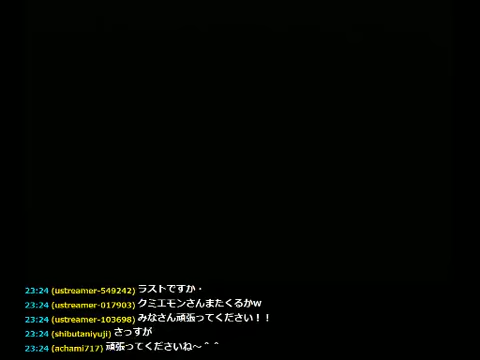 23:24 (ustreamer-549242) ラストですか・
23:24 (ustreamer-017903) クミエモンさんまたくるかw
23:24 (ustreamer-103698) みなさん頑張ってください！！
23:24 (shibutaniyuji) さっすが
23:24 (achami717) 頑張ってくださいね～＾＾